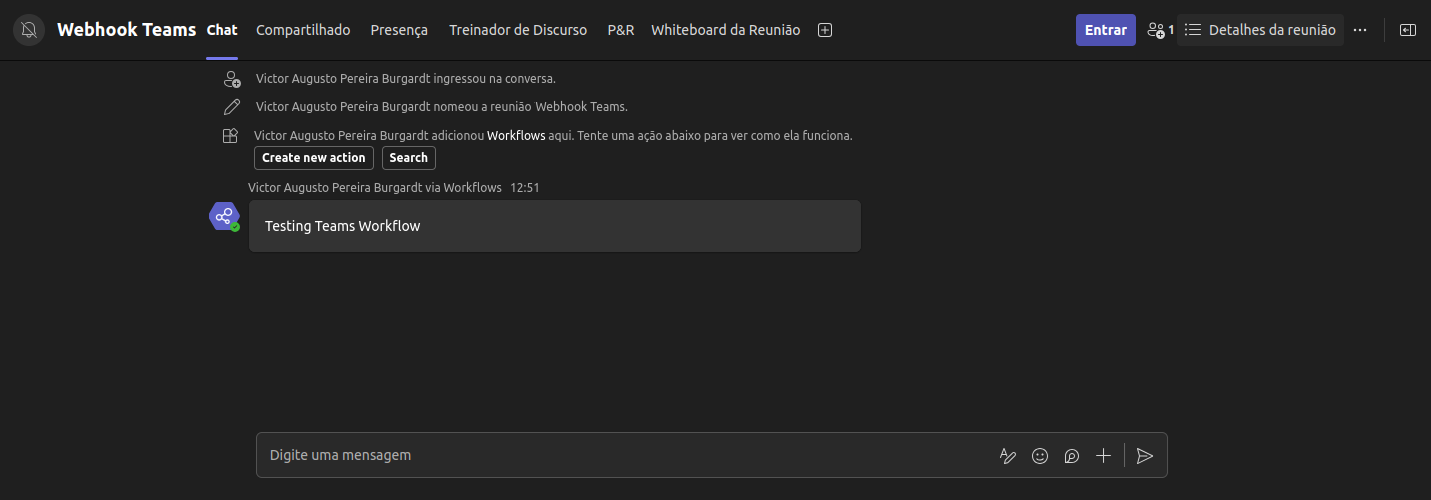 Webhook Teams Chat Compartilhado Presença Treinador de Discurso P&R Whiteboard da Reunião Entrar 1 Detalhes da reunião
Victor Augusto Pereira Burgardt ingressou na conversa.
Victor Augusto Pereira Burgardt nomeou a reunião Webhook Teams.
Victor Augusto Pereira Burgardt adicionou Workflows aqui. Tente uma ação abaixo para ver como ela funciona.
Create new action Search
Victor Augusto Pereira Burgardt via Workflows 12:51
Testing Teams Workflow
Digite uma mensagem